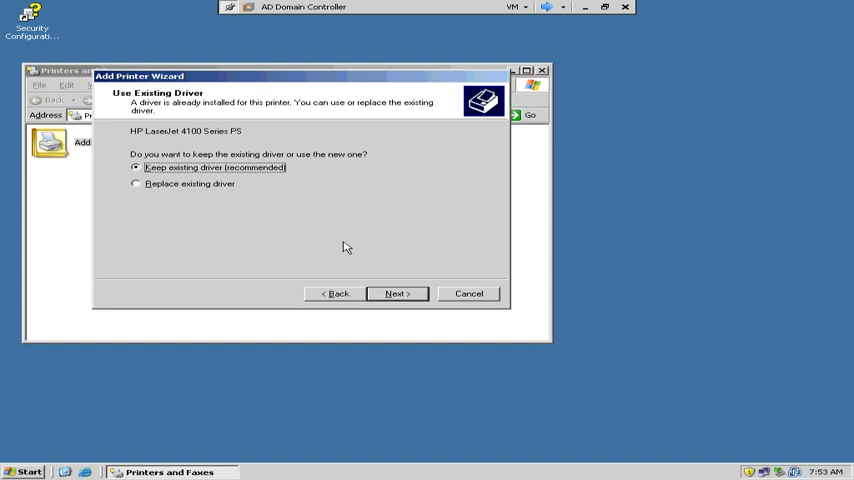 AD Domain Controller
VM
Security
Configurati...
Printers and
File Edit
Back
Address
Go
Add
Add Printer Wizard
Use Existing Driver
A driver is already installed for this printer. You can use or replace the existing
driver.
HP LaserJet 4100 Series PS
Do you want to keep the existing driver or use the new one?
Keep existing driver (recommended)
Replace existing driver
< Back
Next >
Cancel
Start
Printers and Faxes
7:53 AM